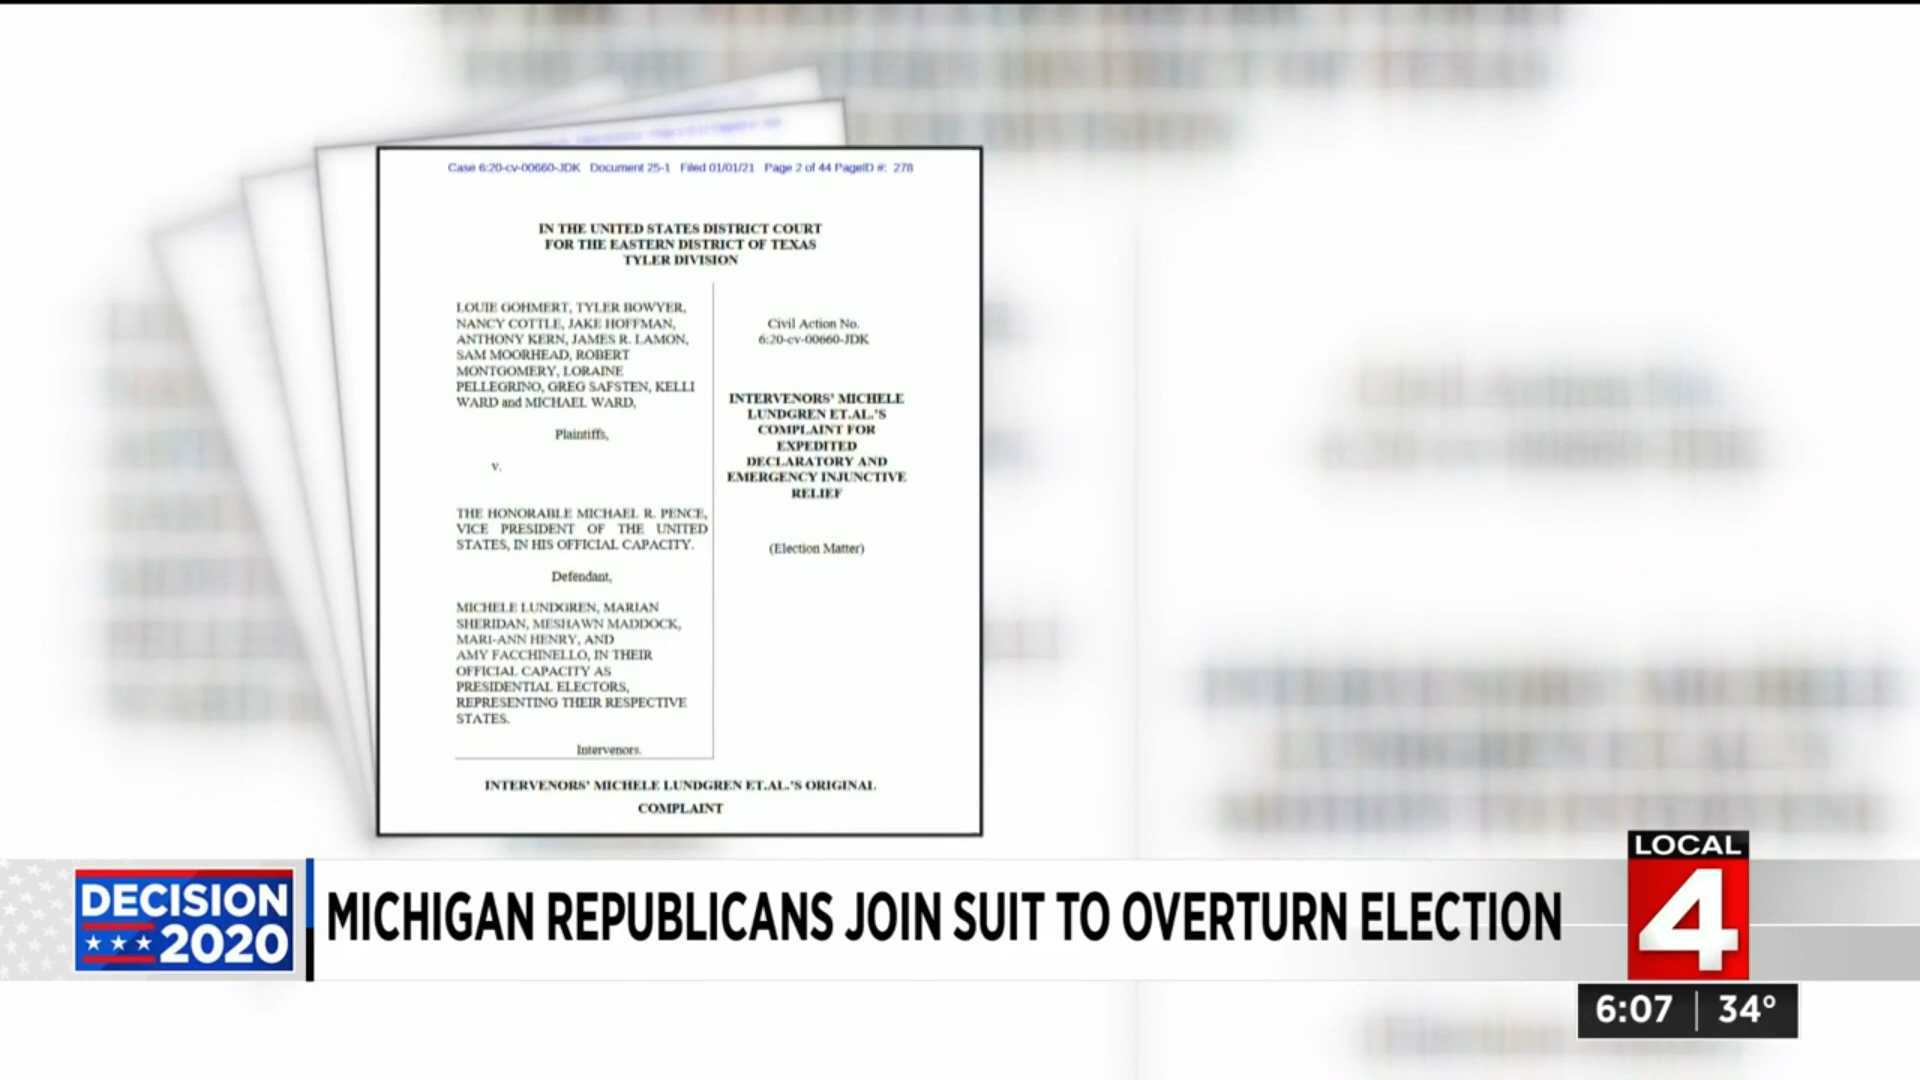 Case 6:20-cv-00660-JDK Document 25-1 Filed 01/01/21 Page 2 of 44 PageID #: 278
IN THE UNITED STATES DISTRICT COURT
FOR THE EASTERN DISTRICT OF TEXAS
TYLER DIVISION
LOUIE GOHMERT, TYLER BOWYER,
NANCY COTTLE, JAKE HOFFMAN,
ANTHONY KERN, JAMES R. LAMON,
SAM MOORHEAD, ROBERT
MONTGOMERY, LORAINE
PELLEGRINO, GREG SAFSTEN, KELLI
WARD and MICHAEL WARD,
Plaintiffs,
v.
THE HONORABLE MICHAEL R. PENCE,
VICE PRESIDENT OF THE UNITED
STATES, IN HIS OFFICIAL CAPACITY.
Defendant,
MICHELE LUNDGREN, MARIAN
SHERIDAN, MESHAWN MADDOCK,
MARI-ANN HENRY, AND
AMY FACCHINELLO, IN THEIR
OFFICIAL CAPACITY AS
PRESIDENTIAL ELECTORS,
REPRESENTING THEIR RESPECTIVE
STATES.
Intervenors.
Civil Action No.
6:20-cv-00660-JDK
INTERVENORS' MICHELE
LUNDGREN ET.AL.'S
COMPLAINT FOR
EXPEDITED
DECLARATORY AND
EMERGENCY INJUNCTIVE
RELIEF
(Election Matter)
INTERVENORS' MICHELE LUNDGREN ET.AL.'S ORIGINAL
COMPLAINT
DECISION
2020
MICHIGAN REPUBLICANS JOIN SUIT TO OVERTURN ELECTION
LOCAL
4
6:07 34°